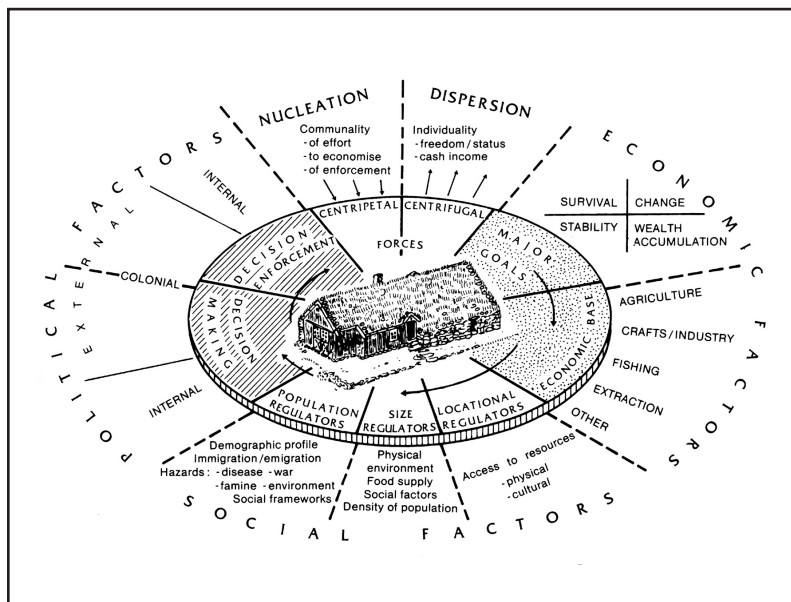 NUCLEATION
Communality
- of effort
- to economise
- of enforcement
DISPERSION
Individuality
- freedom / status
- cash income
ECONOMIC FACTORS
SURVIVAL
CHANGE
STABILITY
WEALTH
ACCUMULATION
AGRICULTURE
CRAFTS / INDUSTRY
FISHING
EXTRACTION
OTHER
CENTRIPETAL
CENTRIFUGAL
FORCES
MAJOR
GOALS
ECONOMIC BASE
LOCATIONAL
REGULATORS
SIZE
REGULATORS
POPULATION
REGULATORS
DECISION
MAKING
DECISION
ENFORCEMENT
POLITICAL FACTORS
EXTERNAL
INTERNAL
COLONIAL
INTERNAL
Demographic profile
Immigration / emigration
Hazards : - disease - war
- famine - environment
Social frameworks
Physical
environment
Food supply
Social factors
Density of population
Access to resources
- physical
- cultural
SOCIAL FACTORS